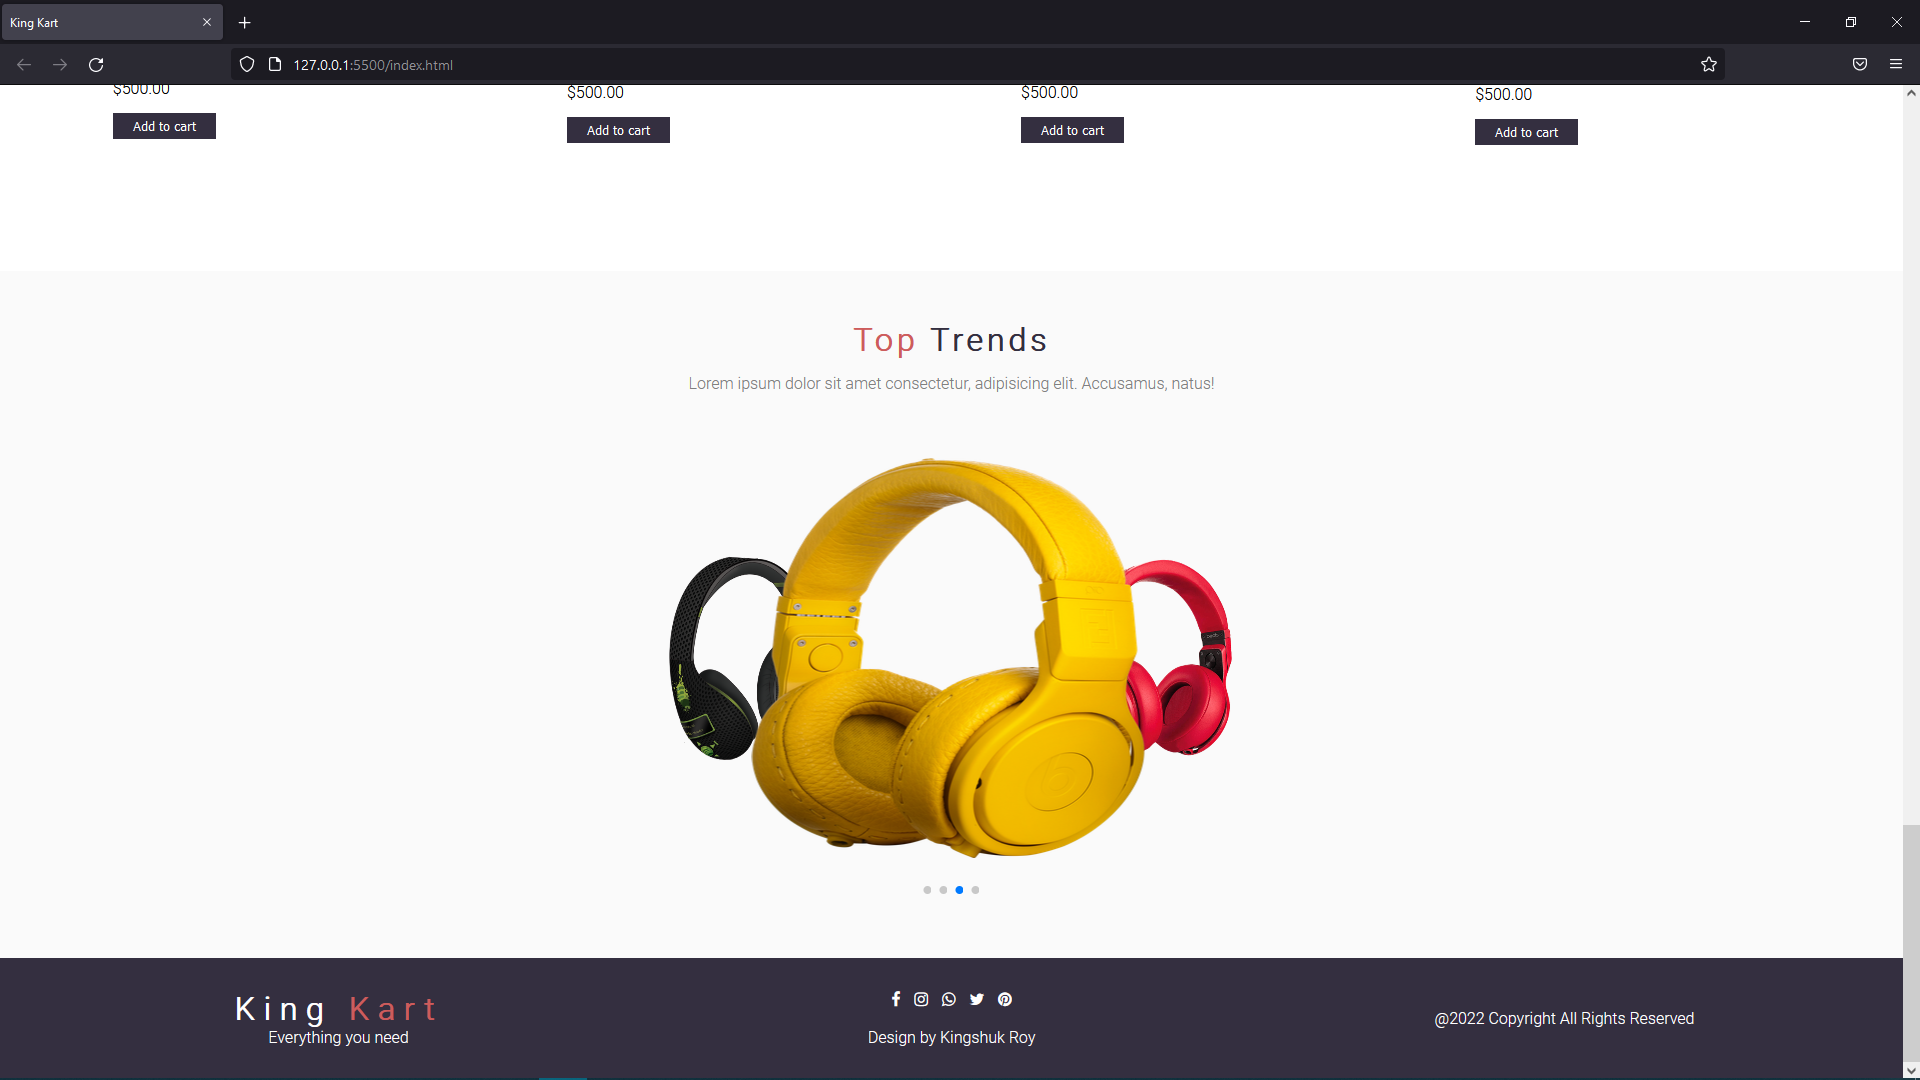 King Kart
127.0.0.1:5500/index.html
$500.00
$500.00
$500.00
$500.00
Add to cart
Add to cart
Add to cart
Add to cart
Top Trends
Lorem ipsum dolor sit amet consectetur, adipisicing elit. Accusamus, natus!
King Kart
Everything you need
Design by Kingshuk Roy
@2022 Copyright All Rights Reserved